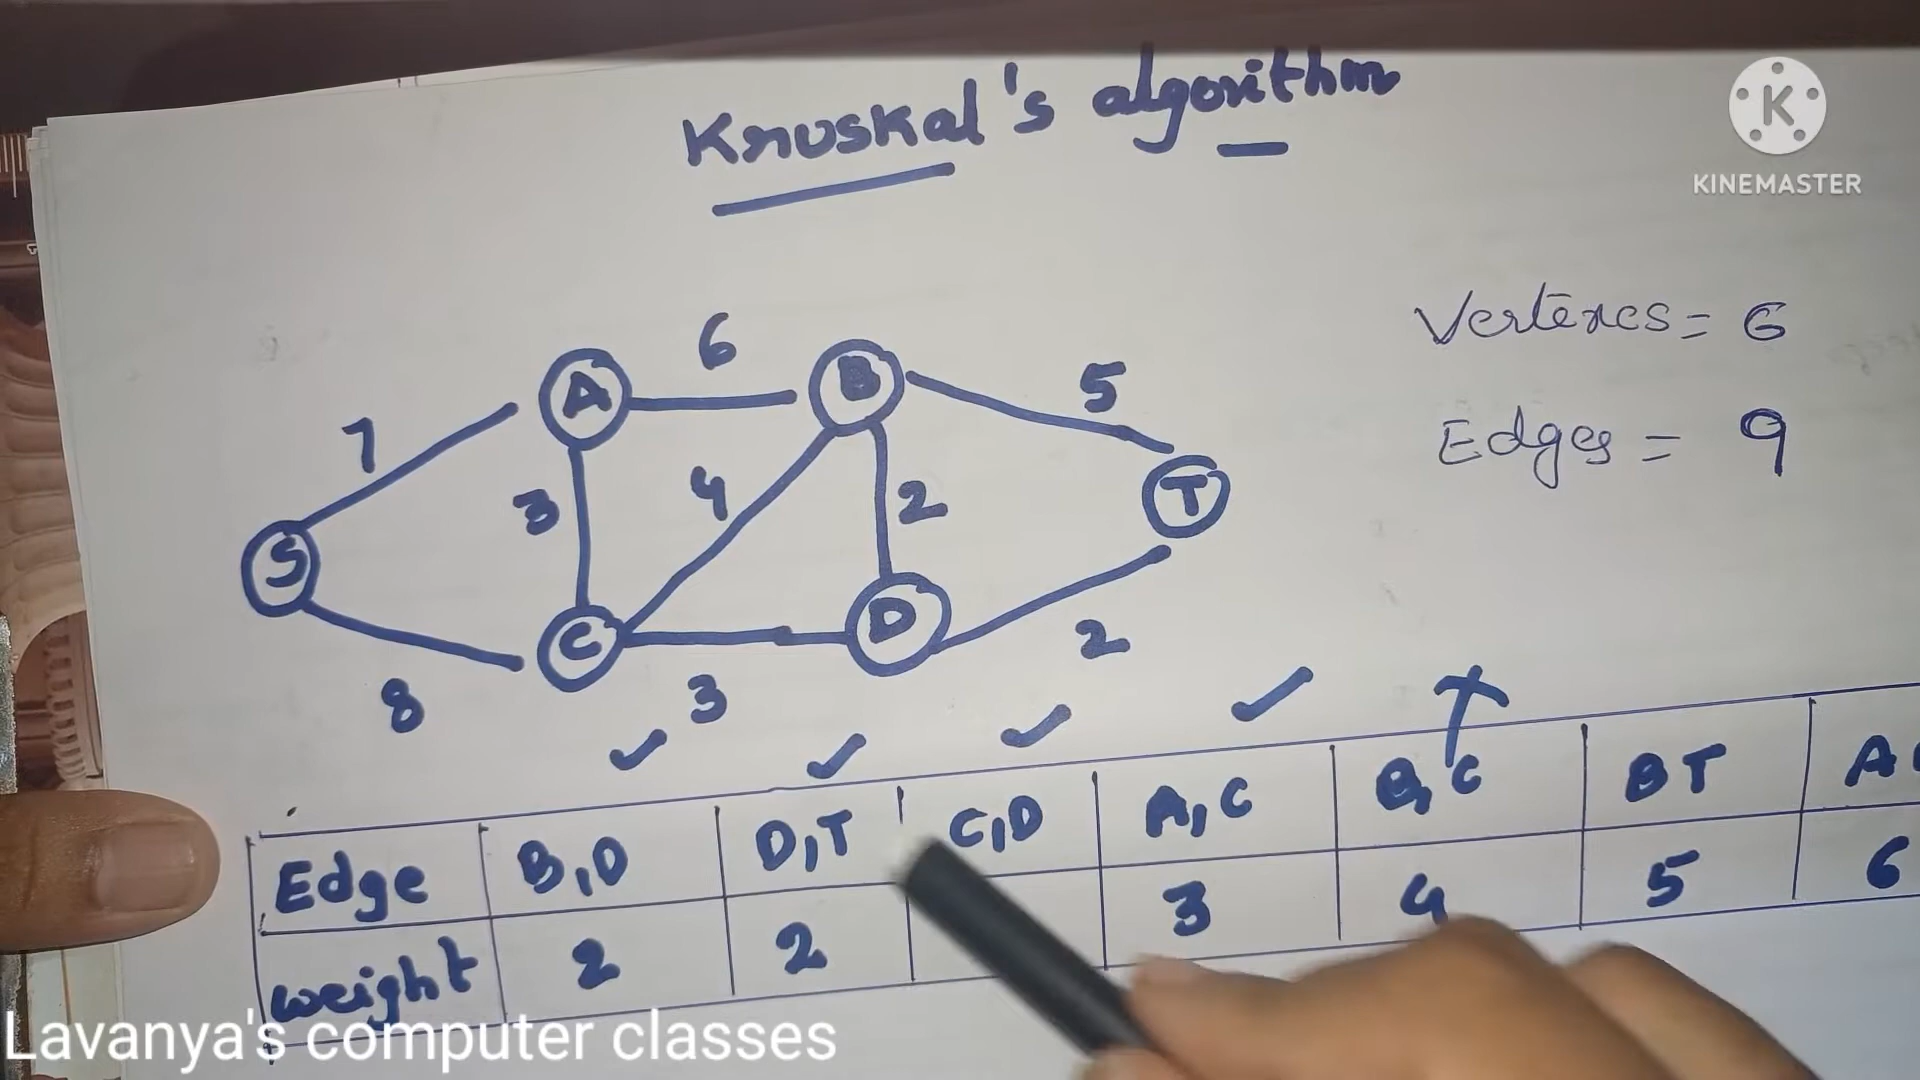 Kruskal's algorithm
K
KINEMASTER
Vertexes = 6
Edges = 9
6
A
B
5
7
3
4
2
T
S
C
D
2
8
3
Edge B,D D,T C,D A,C B,C BT
weight 2 2 3 4 5 6
Lavanya's computer classes